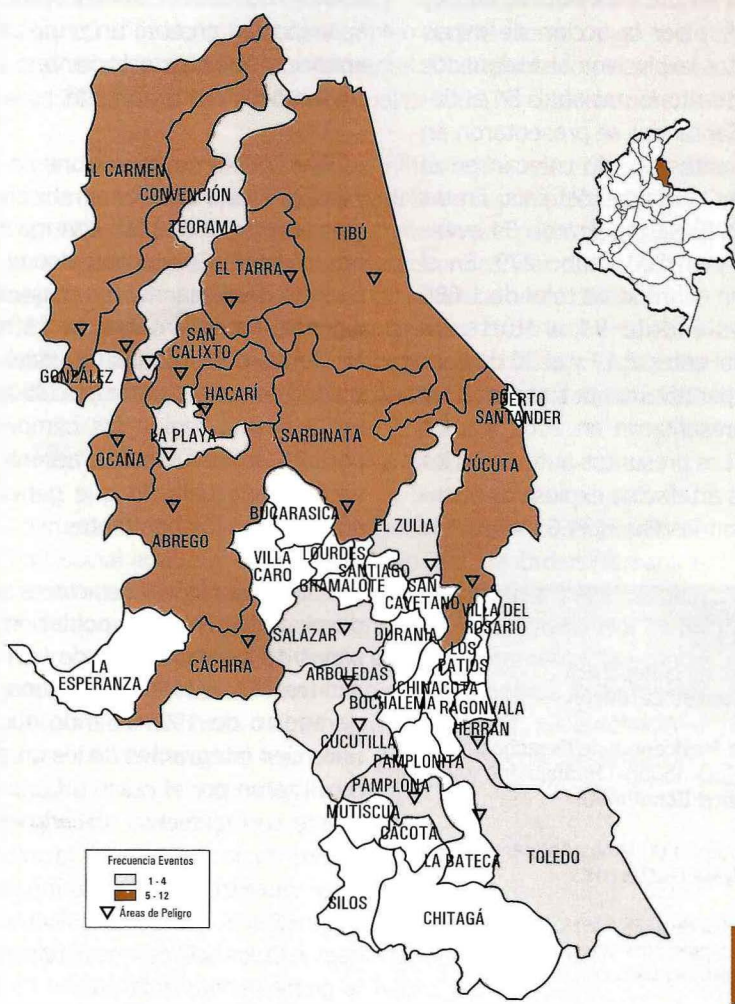 EL CARMEN
CONVENCIÓN
TEORAMA
TIBÚ
EL TARRA
SAN
CALIXTO
GONZÁLEZ
HACARÍ
PUERTO
SANTANDER
LA PLAYA
SARDINATA
OCAÑA
CÚCUTA
BUCARASICA
EL ZULIA
ABREGO
VILLA
CARO
LOURDES
SANTIAGO
GRAMALOTE
SAN
CAYETANO
VILLA DEL
ROSARIO
SALÁZAR
DURANIA
LOS
PATIOS
LA
ESPERANZA
CÁCHIRA
ARBOLEDAS
CHINACOTA
BOCHALEMA
RAGONVALA
HERRÁN
CUCUTILLA
PAMPLONITA
PAMPLONA
MUTISCUA
CACOTA
LA BATECA
TOLEDO
SILOS
CHITAGÁ
Frecuencia Eventos
1 - 4
5 - 12
Áreas de Peligro